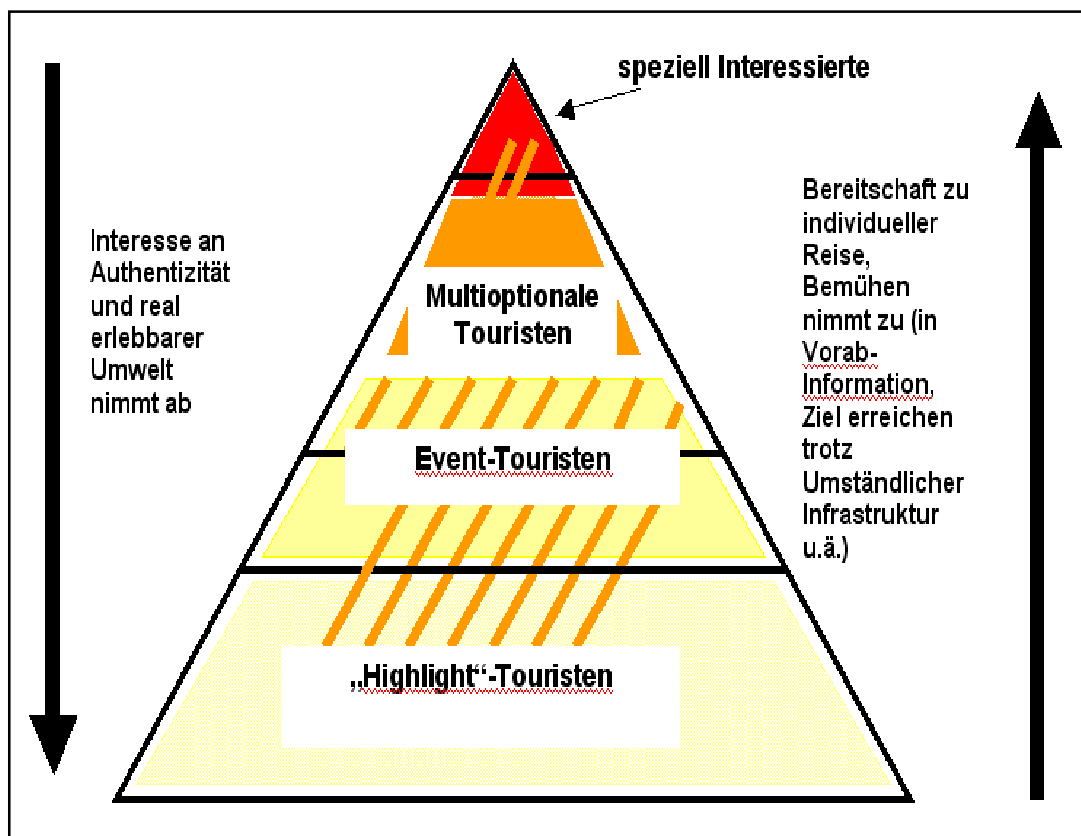 speziell Interessierte
Interesse an
Authentizität
und real
erlebbarer
Umwelt
nimmt ab
Multioptionale
Touristen
Event-Touristen
„Highlight“-Touristen
Bereitschaft zu
individueller
Reise,
Bemühen
nimmt zu (in
Vorab-
Information,
Ziel erreichen
trotz
Umständlicher
Infrastruktur
u.ä.)